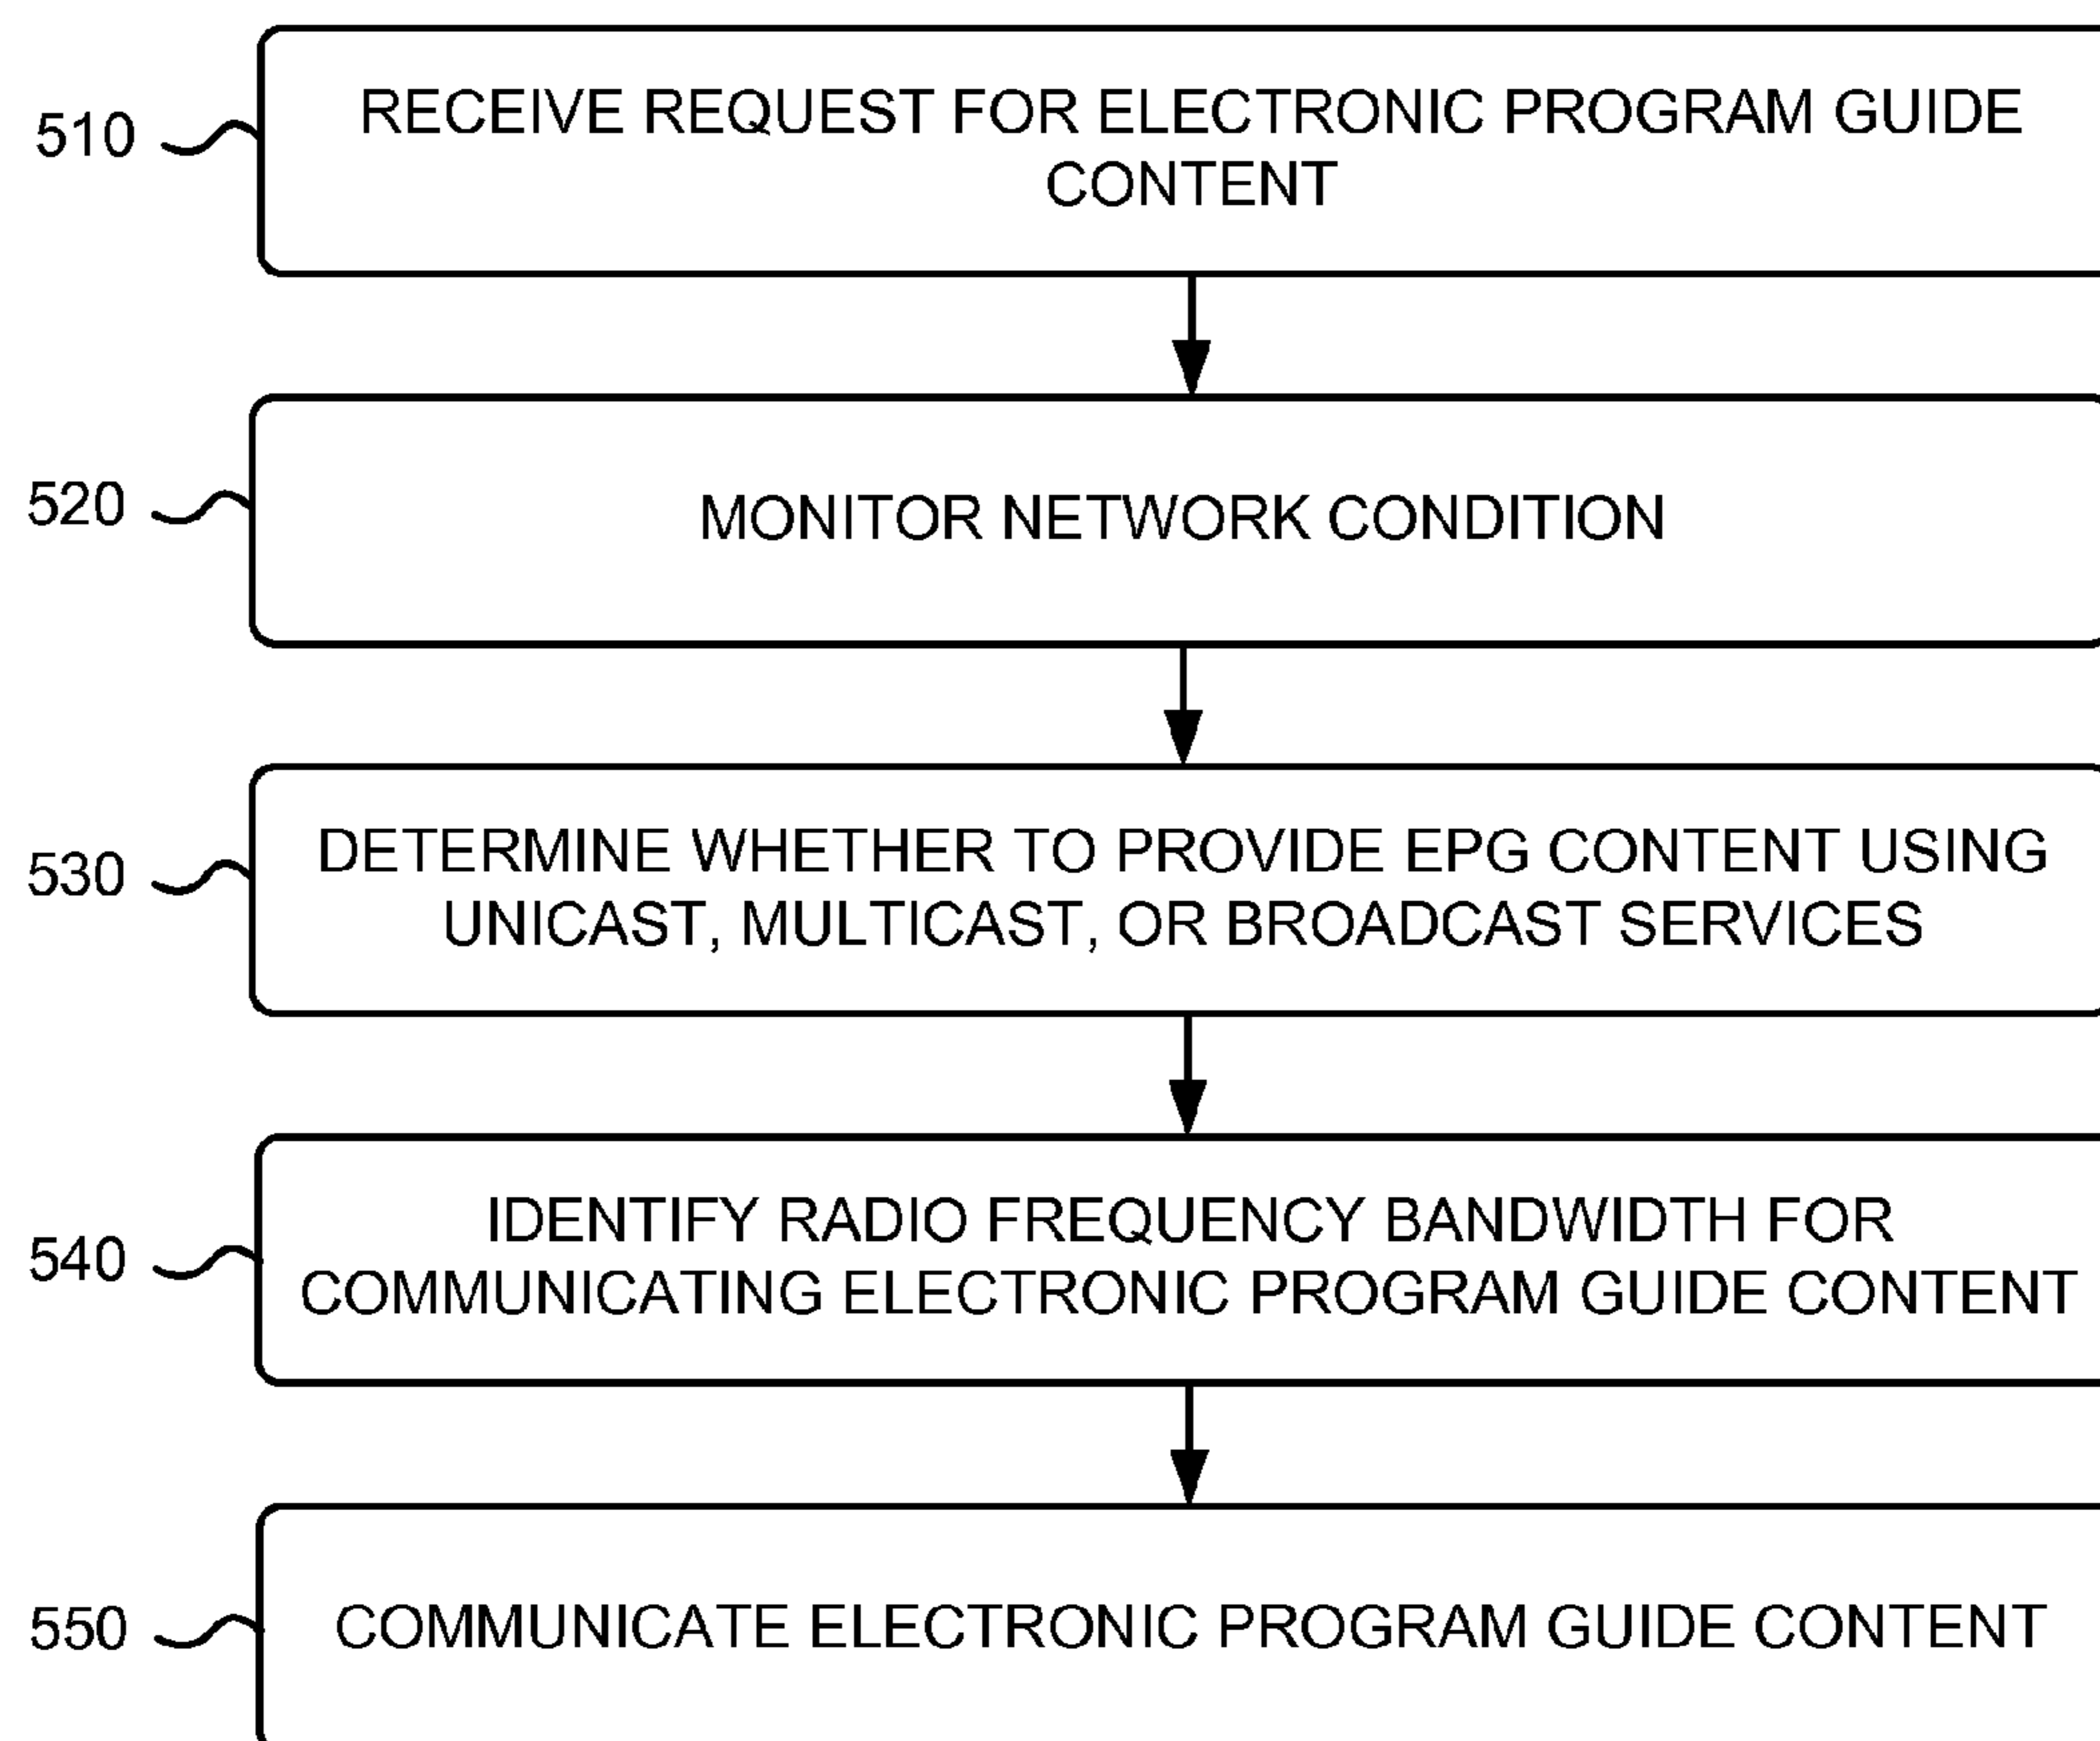 510
RECEIVE REQUEST FOR ELECTRONIC PROGRAM GUIDE
CONTENT
520
MONITOR NETWORK CONDITION
530
DETERMINE WHETHER TO PROVIDE EPG CONTENT USING
UNICAST, MULTICAST, OR BROADCAST SERVICES
540
IDENTIFY RADIO FREQUENCY BANDWIDTH FOR
COMMUNICATING ELECTRONIC PROGRAM GUIDE CONTENT
550
COMMUNICATE ELECTRONIC PROGRAM GUIDE CONTENT